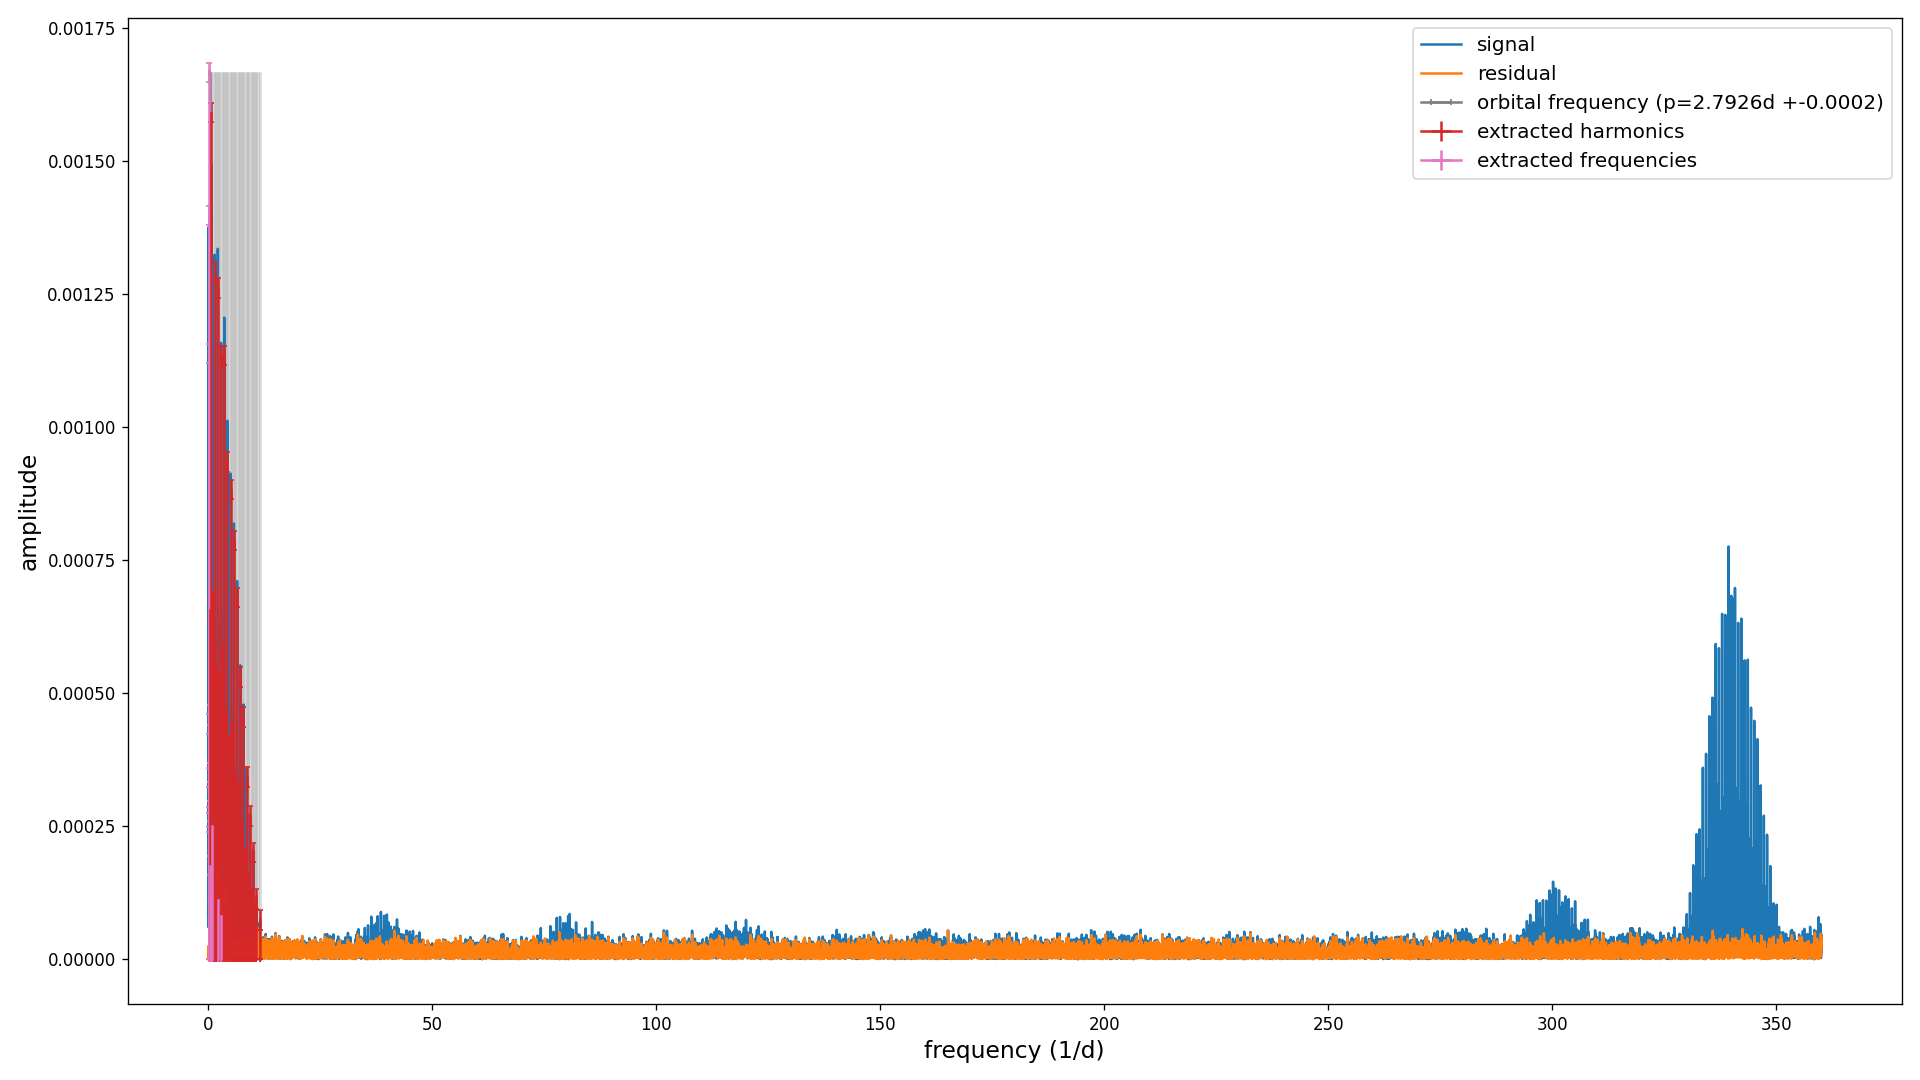 0.00175
0.00150
0.00125
0.00100
0.00075
0.00050
0.00025
0.00000
amplitude
0
50
100
150
200
250
300
350
frequency (1/d)
signal
residual
orbital frequency (p=2.7926d +-0.0002)
extracted harmonics
extracted frequencies